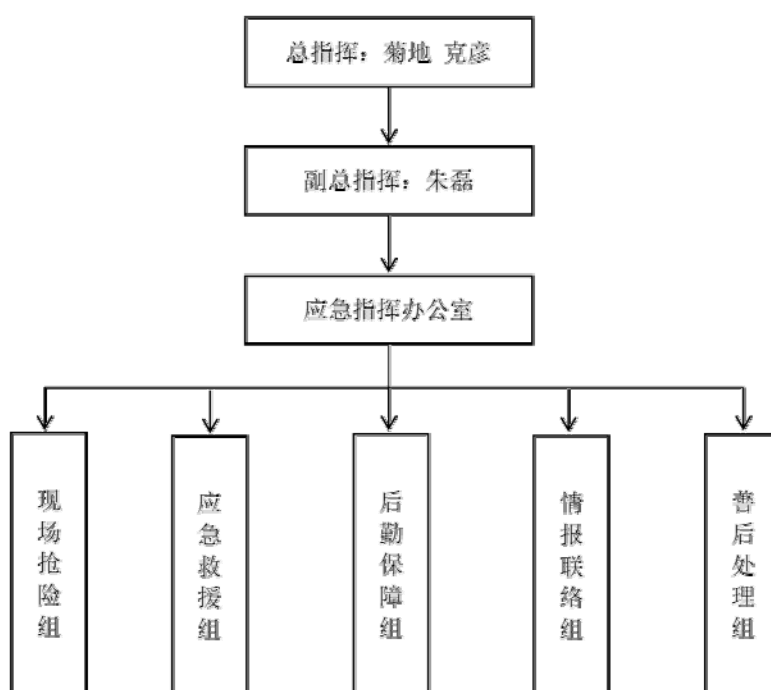 总指挥：菊地 克彦
副总指挥：朱磊
应急指挥办公室
现场抢险组
应急救援组
后勤保障组
情报联络组
善后处理组